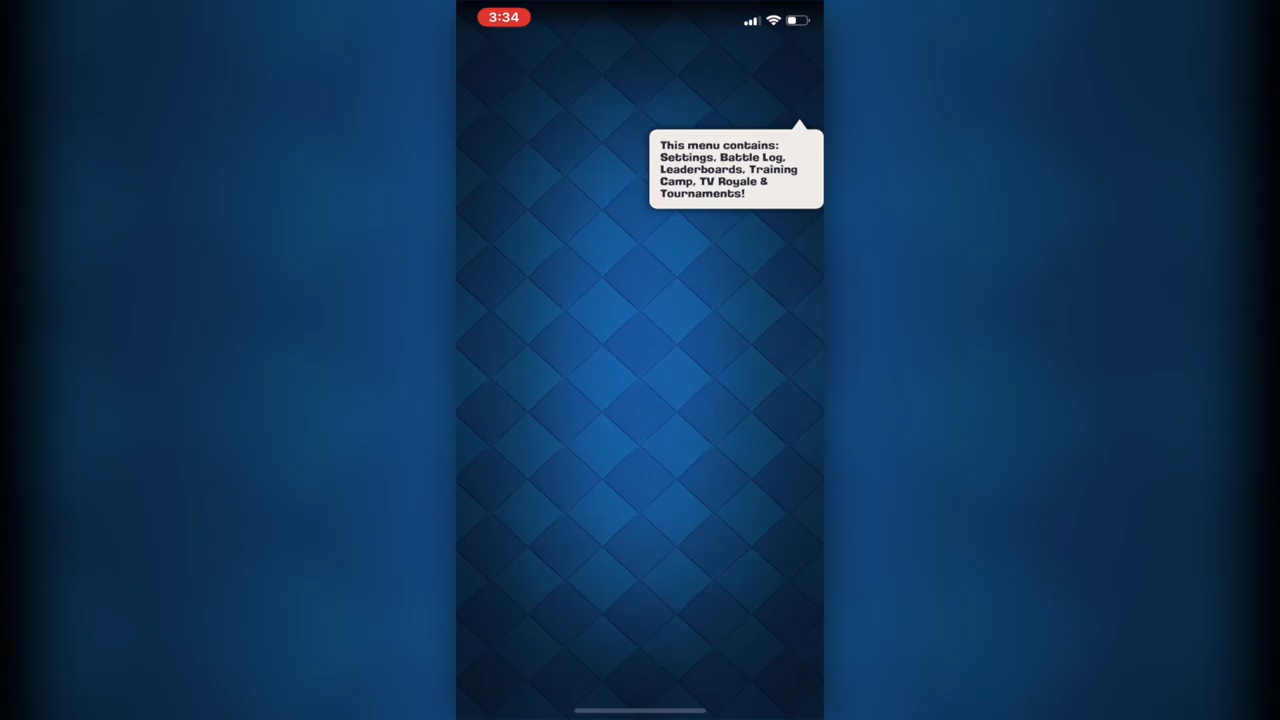 3:34
This menu contains:
Settings, Battle Log,
Leaderboards, Training
Camp, TV Royale &
Tournaments!